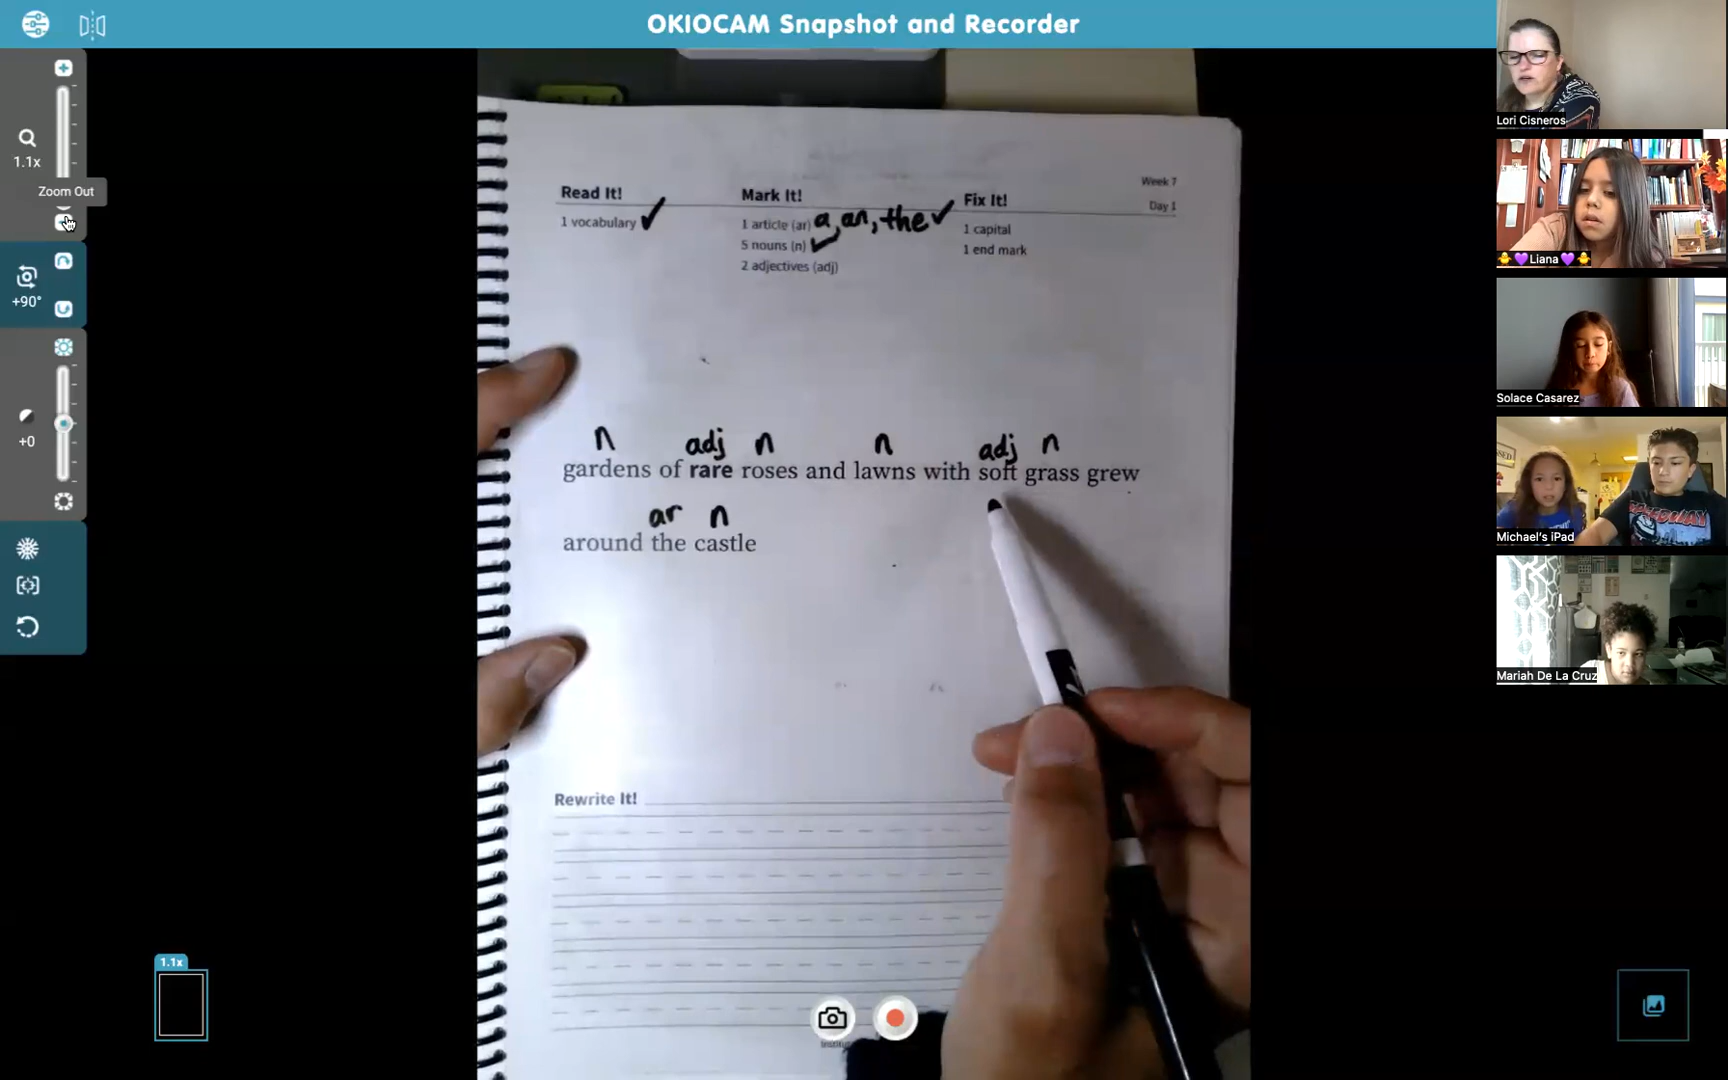 OKIOCAM Snapshot and Recorder
1.1x
Zoom Out
+90°
+0
Week 7
Day 1
Read It!
1 vocabulary ✓
Mark It!
1 article (ar) a, an, the ✓
5 nouns (n) ✓
2 adjectives (adj)
Fix It!
1 capital
1 end mark
n adj n n adj n
gardens of rare roses and lawns with soft grass grew
ar n
around the castle
Rewrite It!
1.1x
Lori Cisneros
🐥💜Liana💜🐥
Solace Casarez
Michael's iPad
Mariah De La Cruz